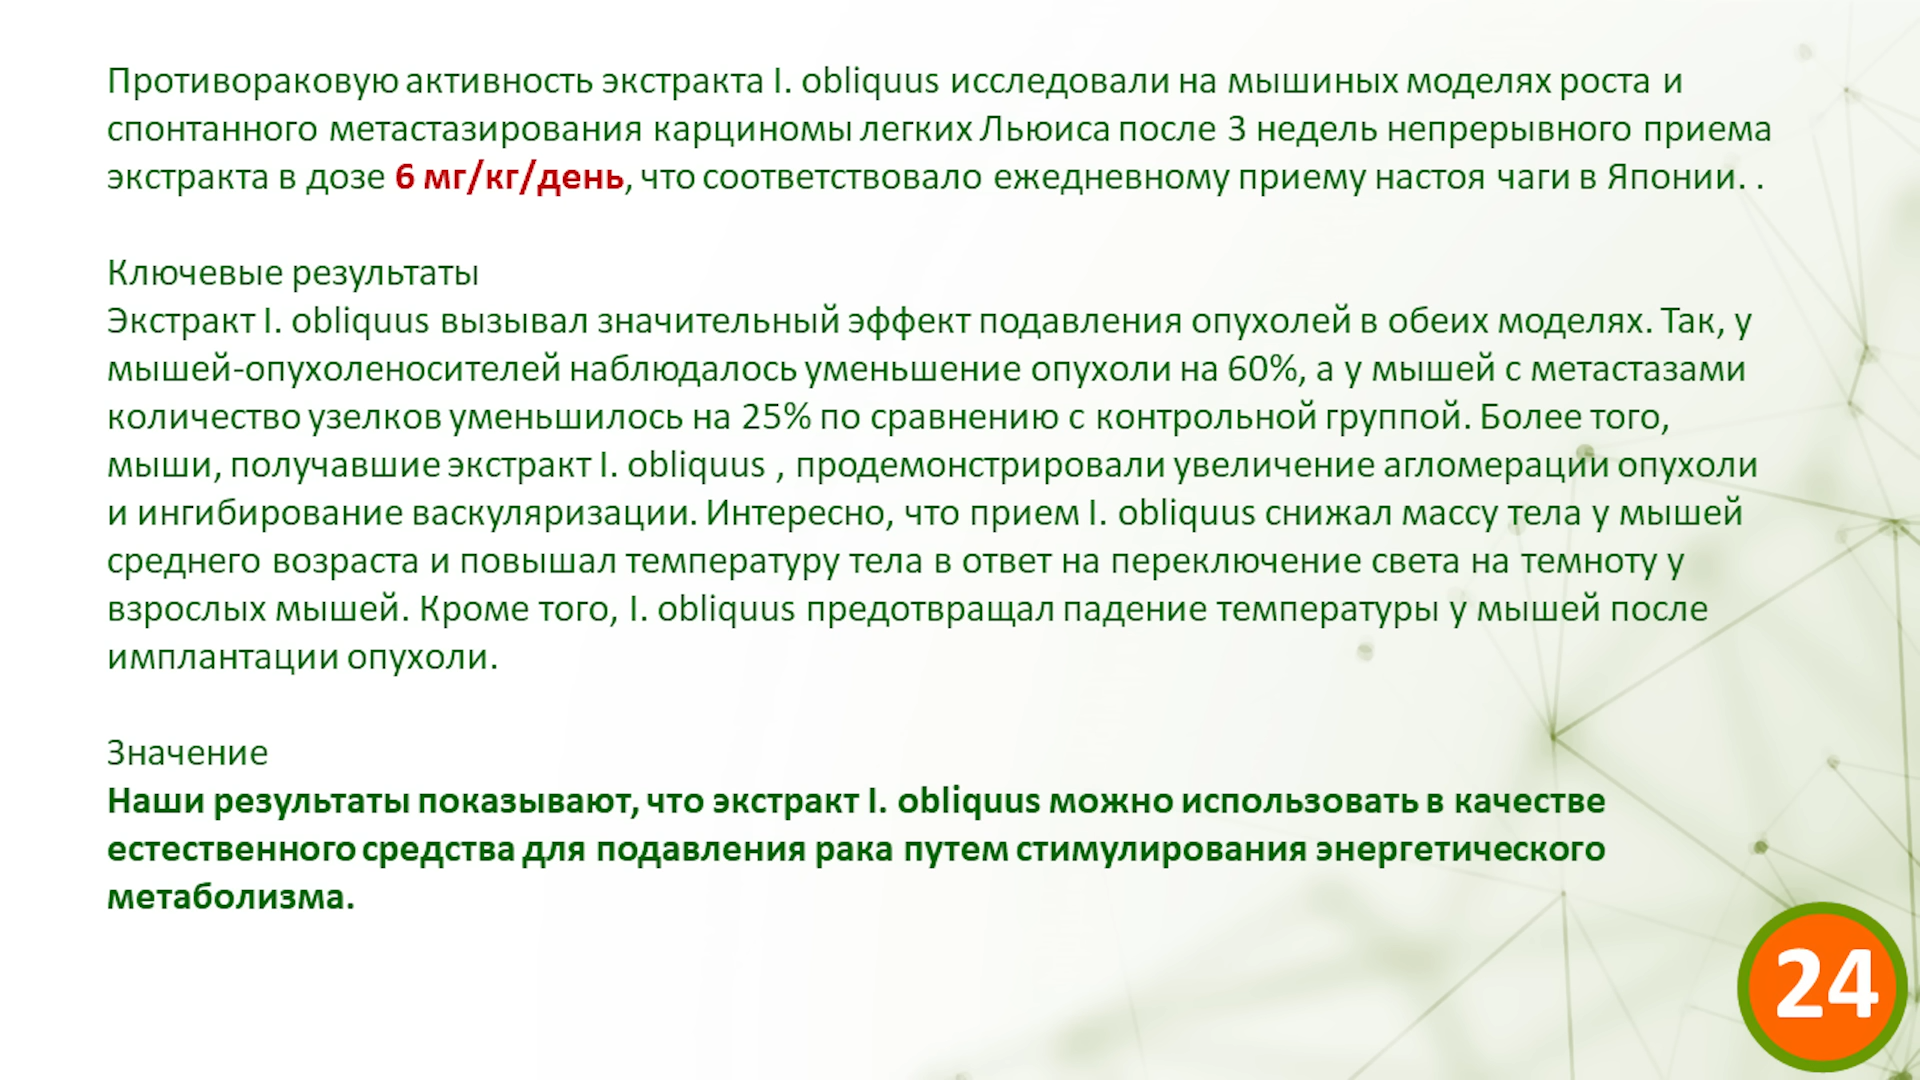 Противораковую активность экстракта I. obliquus исследовали на мышиных моделях роста и
спонтанного метастазирования карциномы легких Льюиса после 3 недель непрерывного приема
экстракта в дозе 6 мг/кг/день, что соответствовало ежедневному приему настоя чаги в Японии. .
Ключевые результаты
Экстракт I. obliquus вызывал значительный эффект подавления опухолей в обеих моделях. Так, у
мышей-опухоленосителей наблюдалось уменьшение опухоли на 60%, а у мышей с метастазами
количество узелков уменьшилось на 25% по сравнению с контрольной группой. Более того,
мыши, получавшие экстракт I. obliquus , продемонстрировали увеличение агломерации опухоли
и ингибирование васкуляризации. Интересно, что прием I. obliquus снижал массу тела у мышей
среднего возраста и повышал температуру тела в ответ на переключение света на темноту у
взрослых мышей. Кроме того, I. obliquus предотвращал падение температуры у мышей после
имплантации опухоли.
Значение
Наши результаты показывают, что экстракт I. obliquus можно использовать в качестве
естественного средства для подавления рака путем стимулирования энергетического
метаболизма.
24